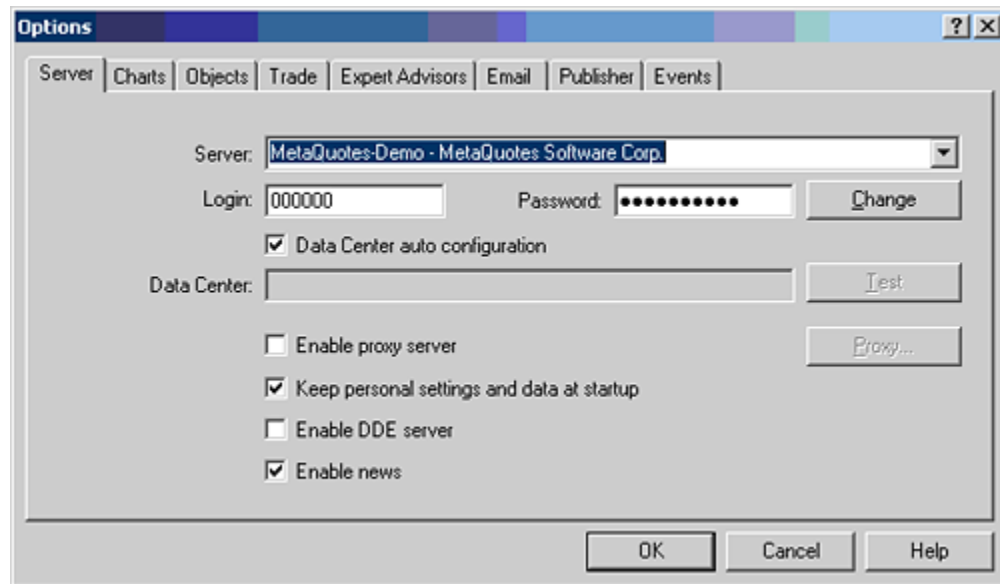 Options
Server Charts Objects Trade Expert Advisors Email Publisher Events
Server: MetaQuotes-Demo - MetaQuotes Software Corp.
Login: 000000 Password: ●●●●●●●●●● Change
Data Center auto configuration
Data Center: Test
Enable proxy server Proxy...
Keep personal settings and data at startup
Enable DDE server
Enable news
OK Cancel Help